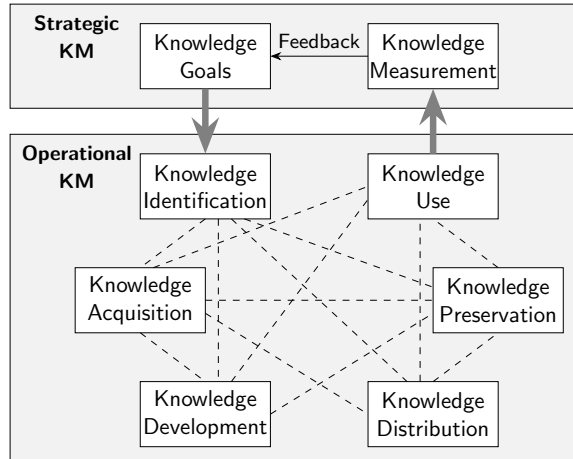 Strategic
KM
Knowledge
Goals
Feedback
Knowledge
Measurement
Operational
KM
Knowledge
Identification
Knowledge
Use
Knowledge
Acquisition
Knowledge
Preservation
Knowledge
Development
Knowledge
Distribution